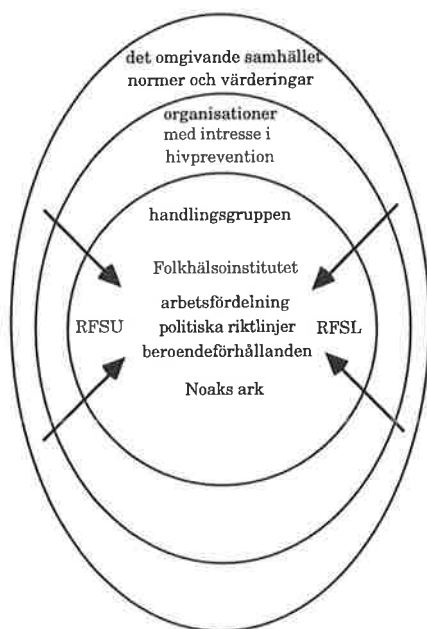 det omgivande samhället
normer och värderingar
organisationer
med intresse i
hivprevention
handlingsgruppen
Folkhälsoinstitutet
arbetsfördelning
RFSU politiska riktlinjer RFSL
beroendeförhållanden
Noaks ark